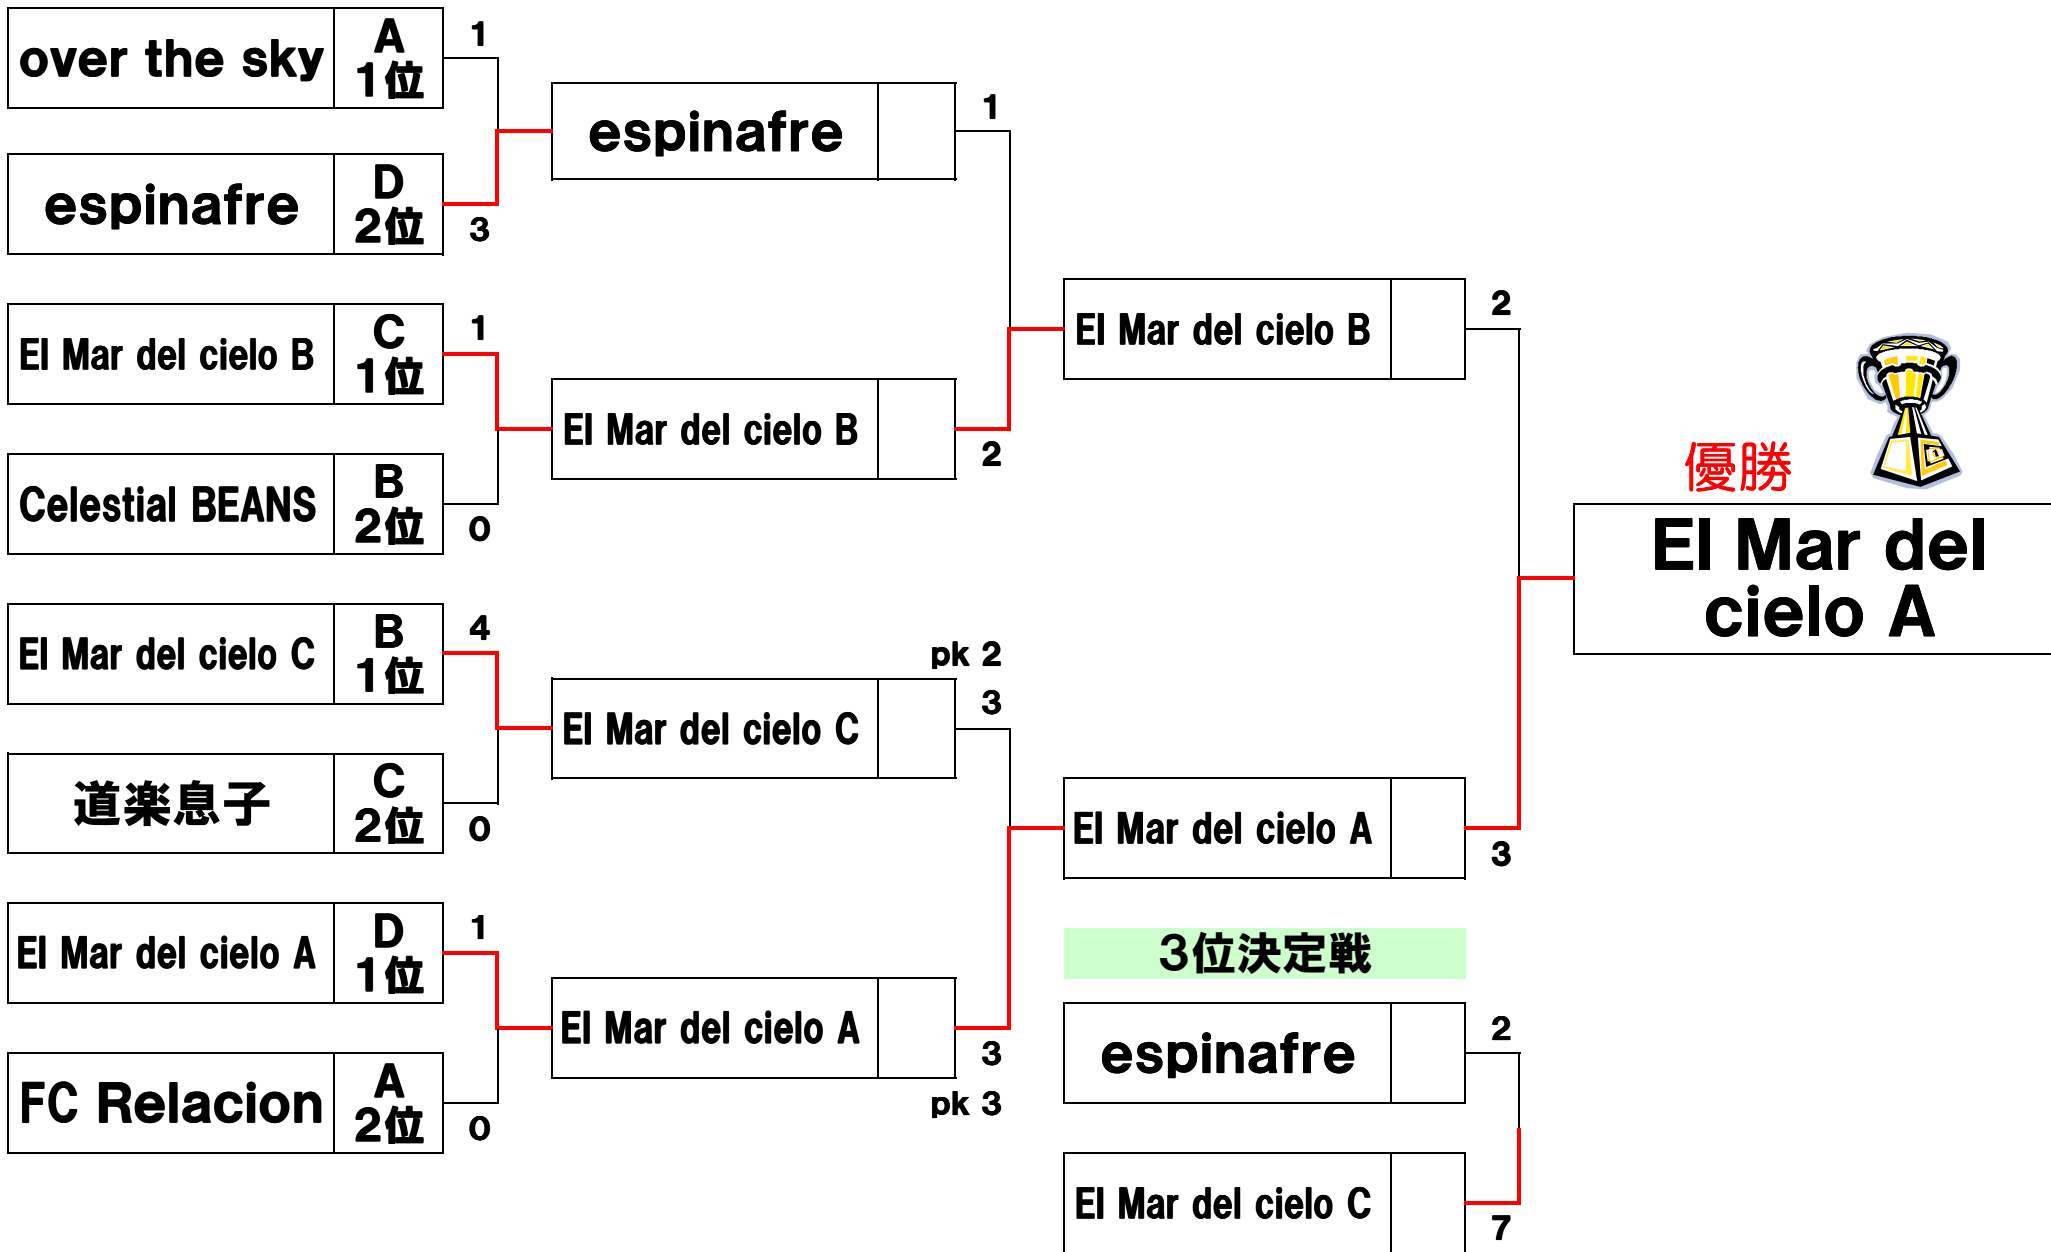 over the sky
A
1位
1
espinafre
D
2位
3
El Mar del cielo B
C
1位
1
Celestial BEANS
B
2位
0
El Mar del cielo C
B
1位
4
道楽息子
C
2位
0
El Mar del cielo A
D
1位
1
FC Relacion
A
2位
0
espinafre
1
El Mar del cielo B
2
pk 2
El Mar del cielo C
3
El Mar del cielo A
3
pk 3
El Mar del cielo B
2
El Mar del cielo A
3
3位決定戦
espinafre
2
El Mar del cielo C
7
優勝
El Mar del
cielo A